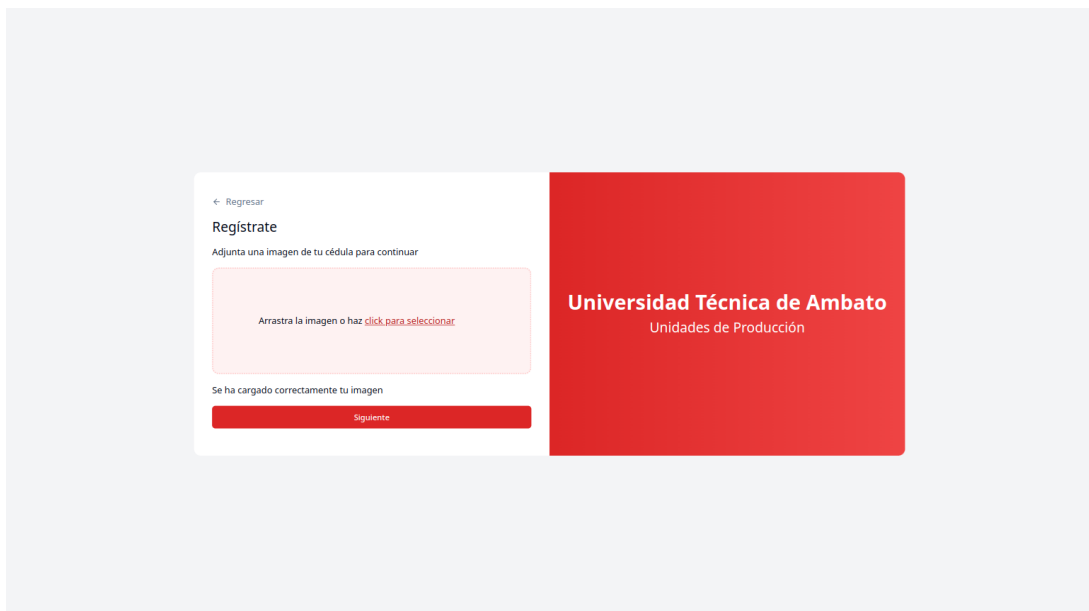 ← Regresar
Regístrate
Adjunta una imagen de tu cédula para continuar
Arrastra la imagen o haz click para seleccionar
Se ha cargado correctamente tu imagen
Siguiente
Universidad Técnica de Ambato
Unidades de Producción